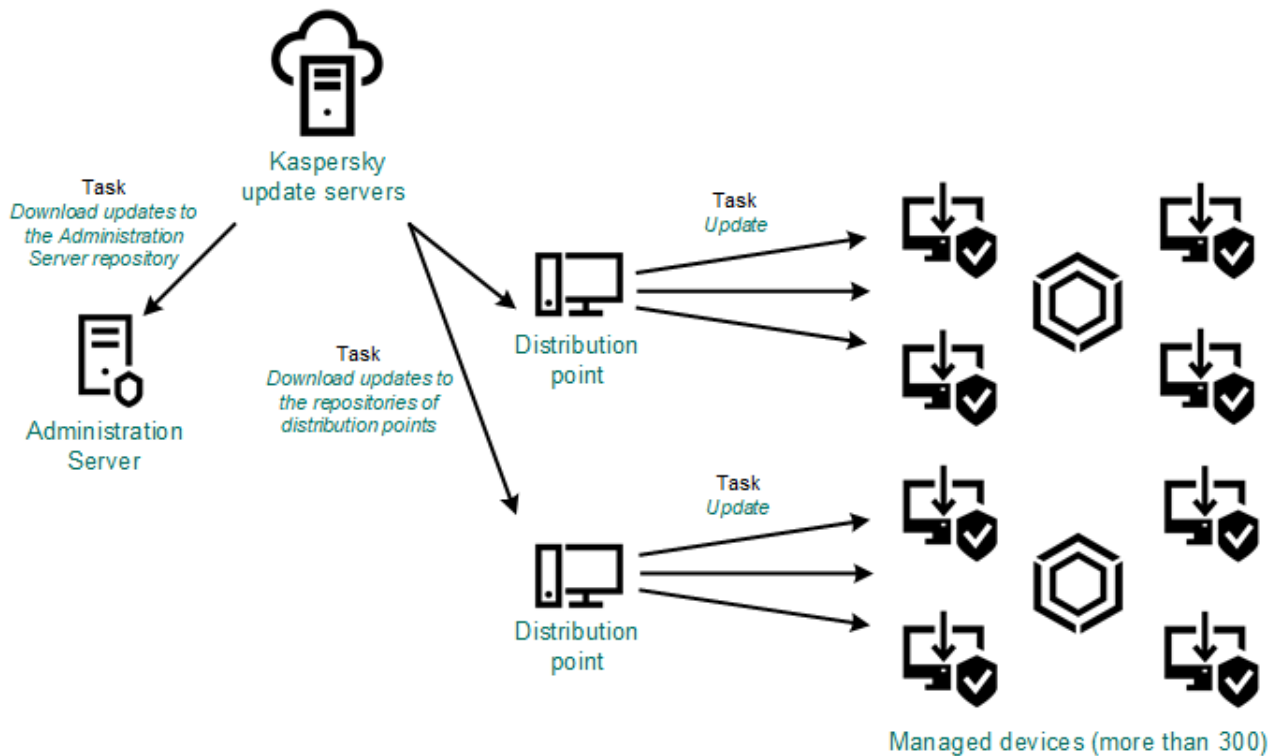 Kaspersky
update servers
Task
Download updates to
the Administration
Server repository
Administration
Server
Task
Download updates to
the repositories of
distribution points
Distribution
point
Task
Update
Distribution
point
Task
Update
Managed devices (more than 300)